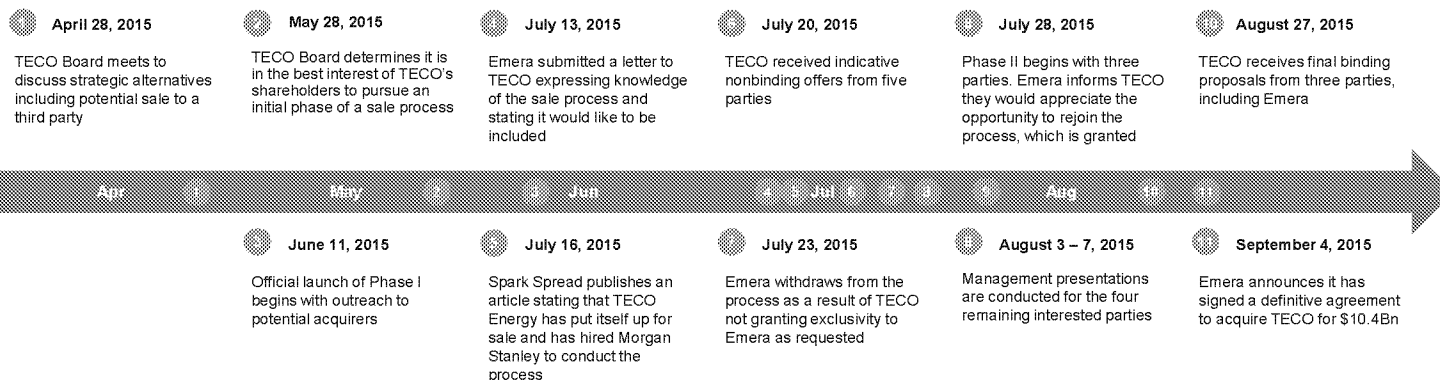 1 April 28, 2015
TECO Board meets to
discuss strategic alternatives
including potential sale to a
third party
2 May 28, 2015
TECO Board determines it is
in the best interest of TECO's
shareholders to pursue an
initial phase of a sale process
4 July 13, 2015
Emera submitted a letter to
TECO expressing knowledge
of the sale process and
stating it would like to be
included
July 20, 2015
TECO received indicative
nonbinding offers from five
parties
July 28, 2015
Phase II begins with three
parties. Emera informs TECO
they would appreciate the
opportunity to rejoin the
process, which is granted
10 August 27, 2015
TECO receives final binding
proposals from three parties,
including Emera
Apr 1 May 2 3 Jun 4 5 Jul 6 7 8 9 Aug 10 11
3 June 11, 2015
Official launch of Phase I
begins with outreach to
potential acquirers
5 July 16, 2015
Spark Spread publishes an
article stating that TECO
Energy has put itself up for
sale and has hired Morgan
Stanley to conduct the
process
7 July 23, 2015
Emera withdraws from the
process as a result of TECO
not granting exclusivity to
Emera as requested
August 3 – 7, 2015
Management presentations
are conducted for the four
remaining interested parties
11 September 4, 2015
Emera announces it has
signed a definitive agreement
to acquire TECO for $10.4Bn